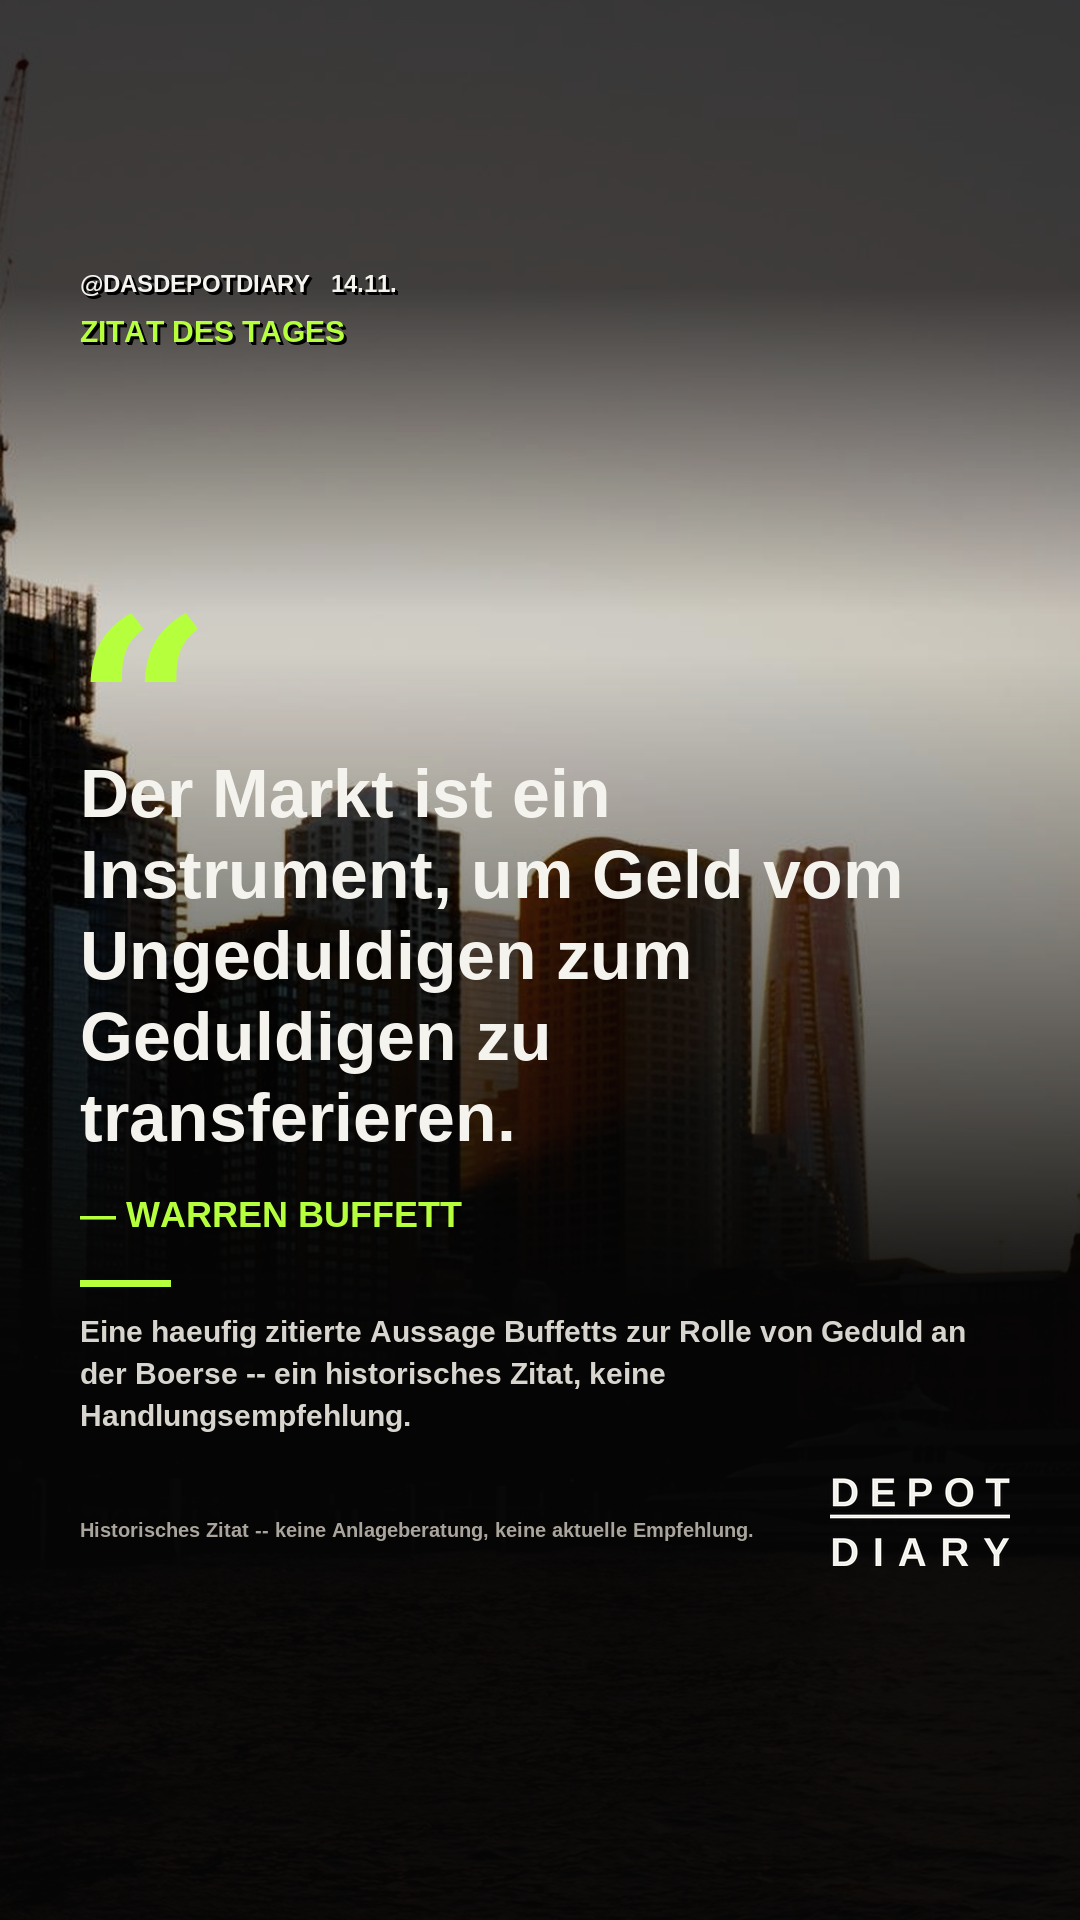 @DASDEPOTDIARY 14.11.
ZITAT DES TAGES
“
Der Markt ist ein
Instrument, um Geld vom
Ungeduldigen zum
Geduldigen zu
transferieren.
— WARREN BUFFETT
Eine haeufig zitierte Aussage Buffetts zur Rolle von Geduld an
der Boerse -- ein historisches Zitat, keine
Handlungsempfehlung.
Historisches Zitat -- keine Anlageberatung, keine aktuelle Empfehlung.
DEPOT
DIARY